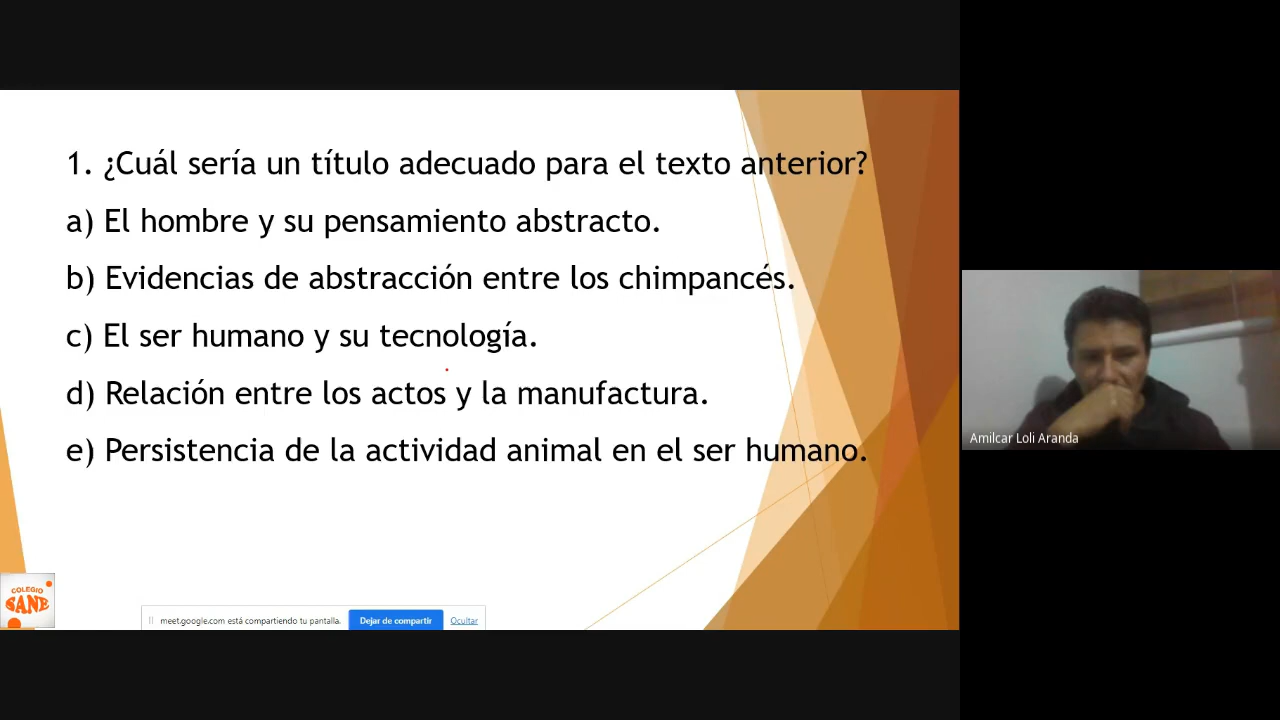 1. ¿Cuál sería un título adecuado para el texto anterior?
a) El hombre y su pensamiento abstracto.
b) Evidencias de abstracción entre los chimpancés.
c) El ser humano y su tecnología.
d) Relación entre los actos y la manufactura.
e) Persistencia de la actividad animal en el ser humano.
Amilcar Loli Aranda
COLEGIO
SANE
meet.google.com está compartiendo tu pantalla. Dejar de compartir Ocultar